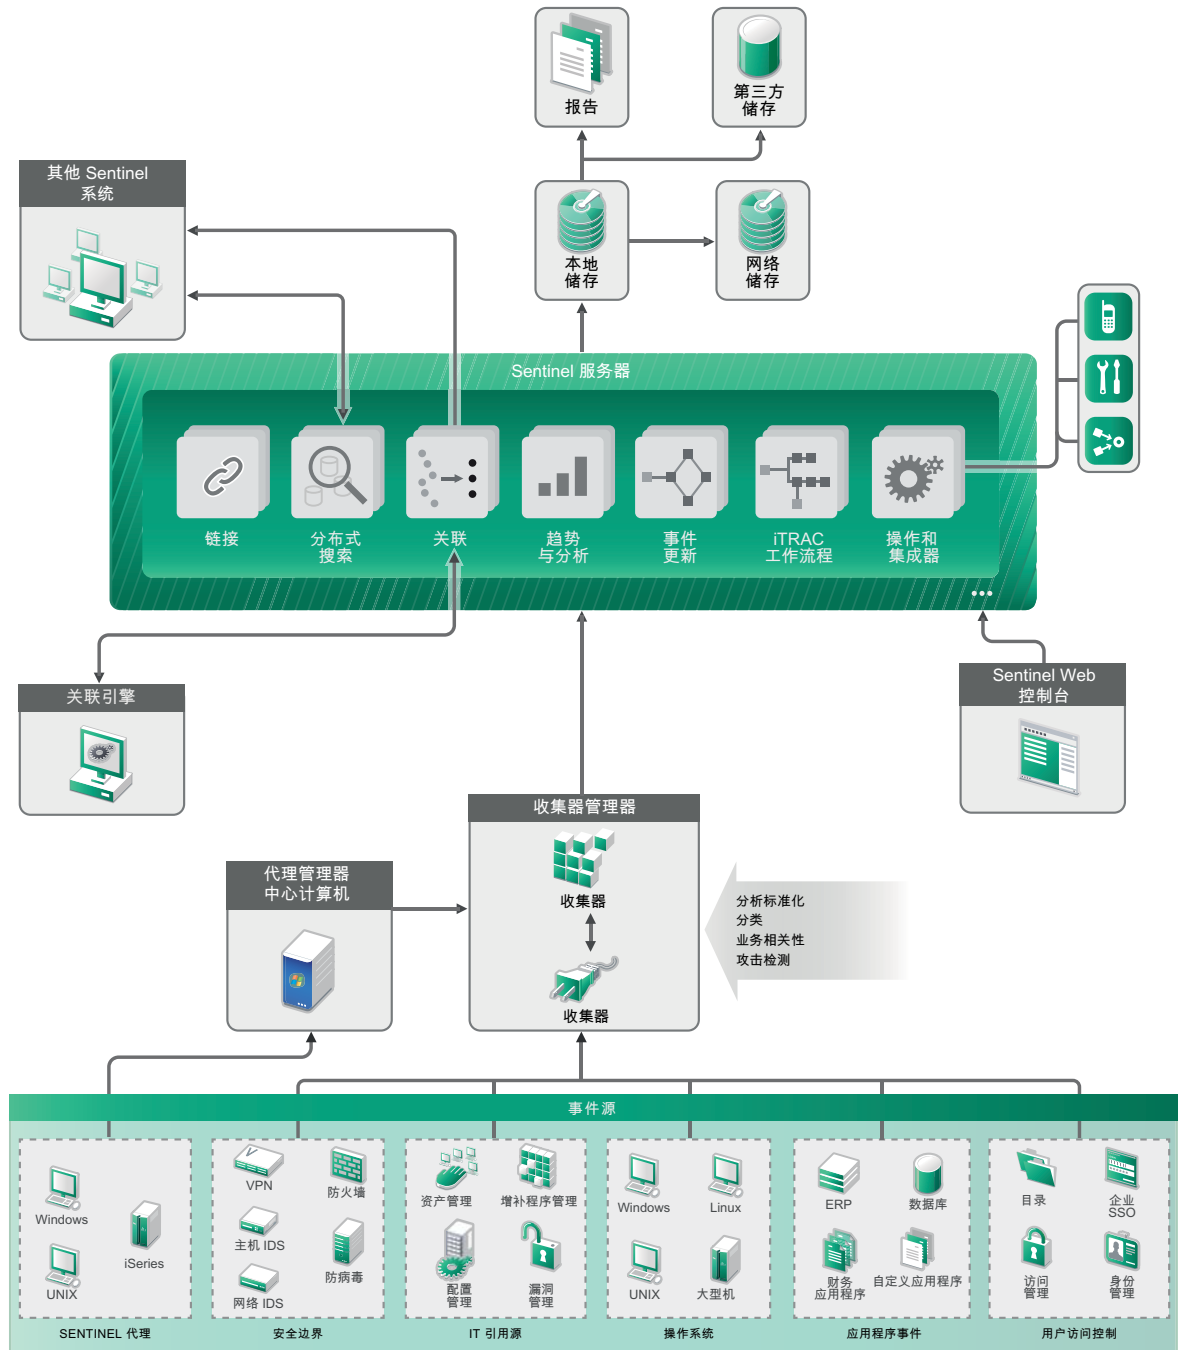 报告
第三方
储存
其他 Sentinel
系统
本地
储存
网络
储存
Sentinel 服务器
链接
分布式
搜索
关联
趋势
与分析
事件
更新
iTRAC
工作流程
操作和
集成器
关联引擎
Sentinel Web
控制台
收集器管理器
收集器
收集器
代理管理器
中心计算机
分析标准化
分类
业务相关性
攻击检测
事件源
Windows
iSeries
UNIX
SENTINEL 代理
VPN
防火墙
主机 IDS
防病毒
网络 IDS
安全边界
资产管理
增补程序管理
配置
管理
漏洞
管理
IT 引用源
Windows
Linux
UNIX
大型机
操作系统
ERP
数据库
财务
应用程序
自定义应用程序
应用程序事件
目录
企业
SSO
访问
管理
身份
管理
用户访问控制